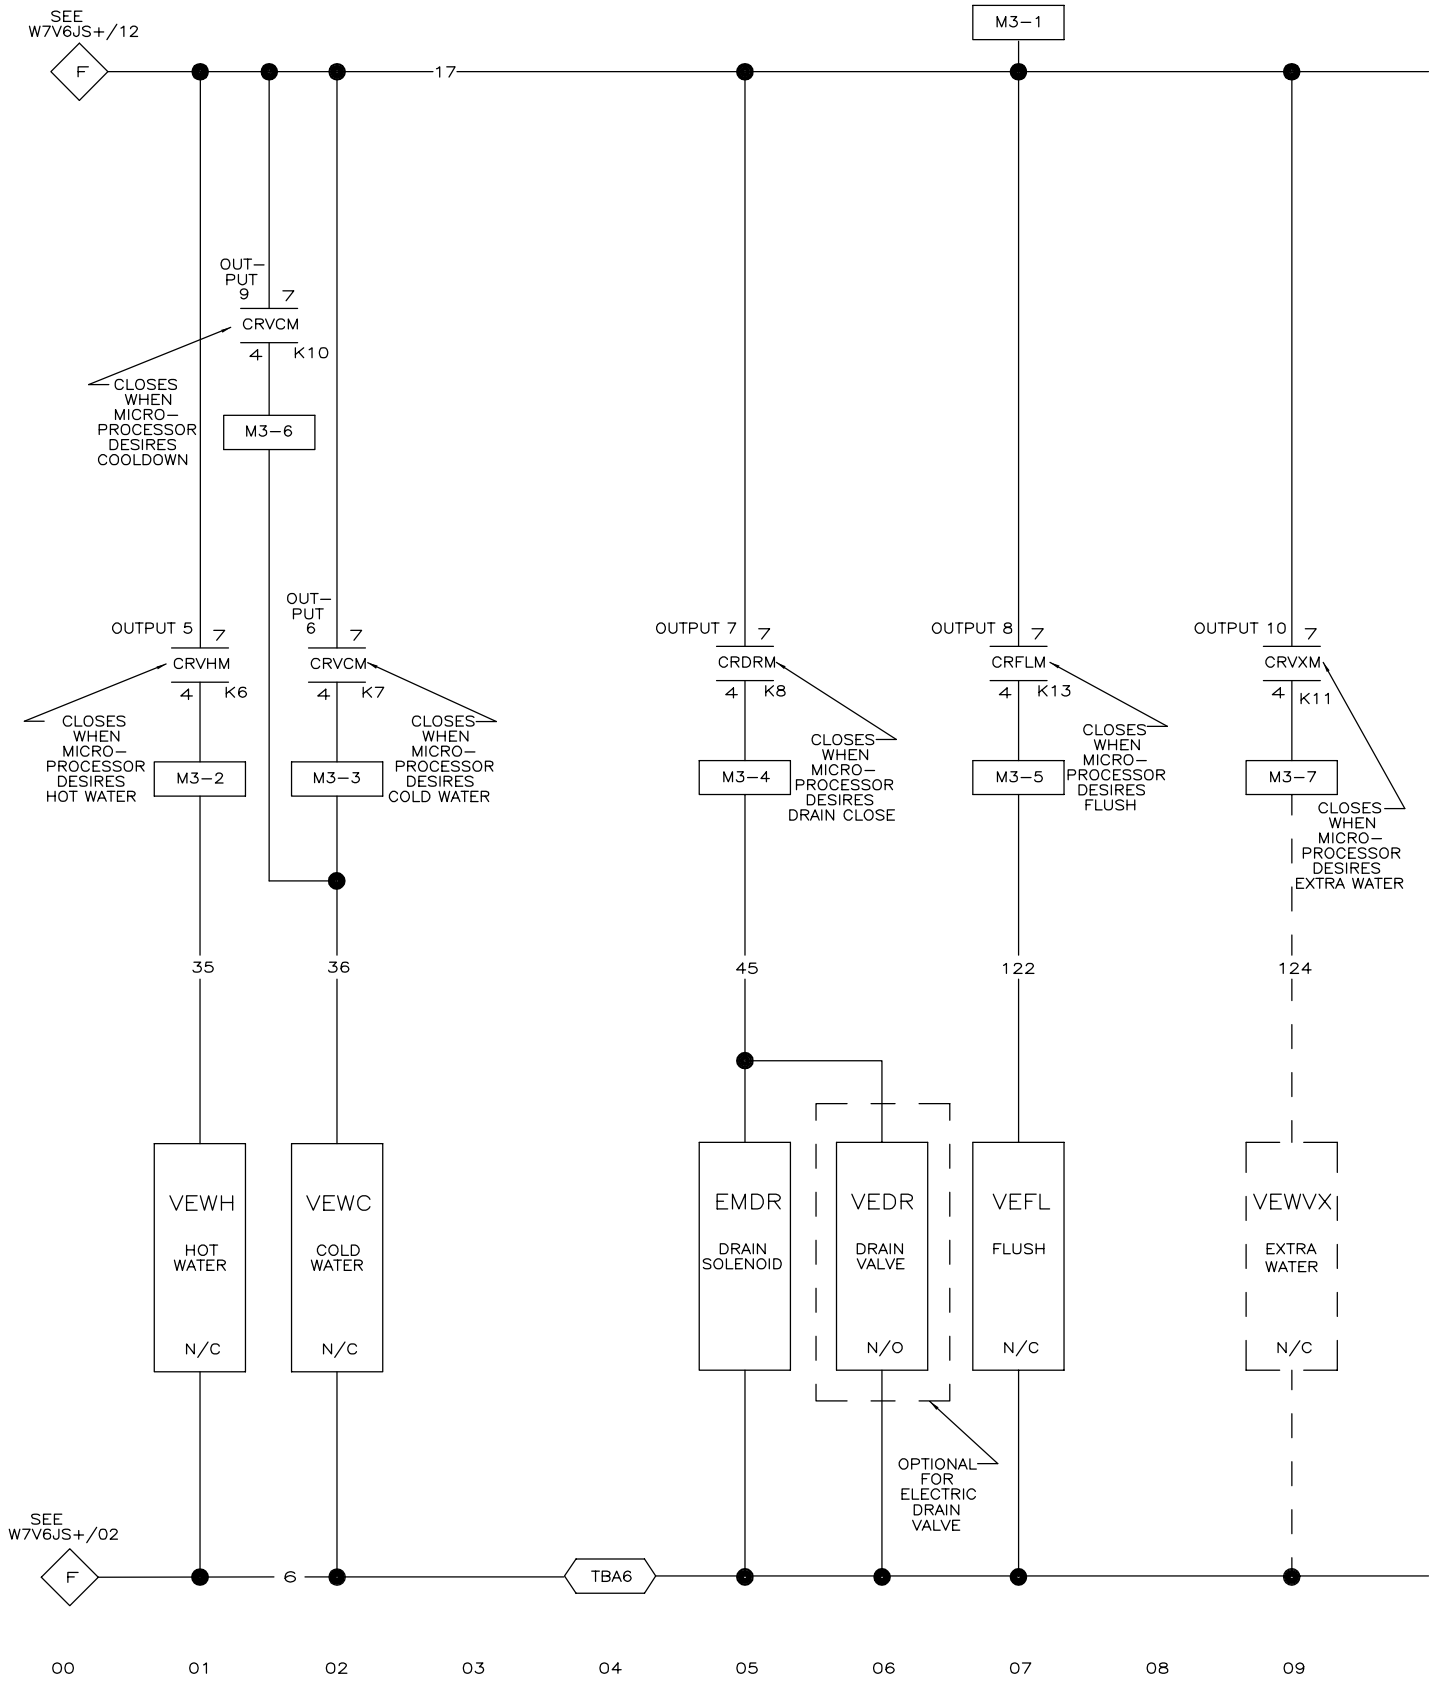 SEE
W7V6JS+/12
F
17
M3-1
OUT-
PUT
9 7
CRVCM
4 K10
CLOSES
WHEN
MICRO-
PROCESSOR
DESIRES
COOLDOWN
M3-6
OUTPUT 5 7
CRVHM
4 K6
CLOSES
WHEN
MICRO-
PROCESSOR
DESIRES
HOT WATER
M3-2
OUT-
PUT
6 7
CRVCM
4 K7
CLOSES
WHEN
MICRO-
PROCESSOR
DESIRES
COLD WATER
M3-3
OUTPUT 7 7
CRDRM
4 K8
CLOSES
WHEN
MICRO-
PROCESSOR
DESIRES
DRAIN CLOSE
M3-4
OUTPUT 8 7
CRFLM
4 K13
CLOSES
WHEN
MICRO-
PROCESSOR
DESIRES
FLUSH
M3-5
OUTPUT 10 7
CRVXM
4 K11
CLOSES
WHEN
MICRO-
PROCESSOR
DESIRES
EXTRA WATER
M3-7
35 36 45 122 124
VEWH
HOT
WATER
N/C
VEWC
COLD
WATER
N/C
EMDR
DRAIN
SOLENOID
VEDR
DRAIN
VALVE
N/O
VEFL
FLUSH
N/C
VEWVX
EXTRA
WATER
N/C
OPTIONAL
FOR
ELECTRIC
DRAIN
VALVE
SEE
W7V6JS+/02
F
6
TBA6
00 01 02 03 04 05 06 07 08 09